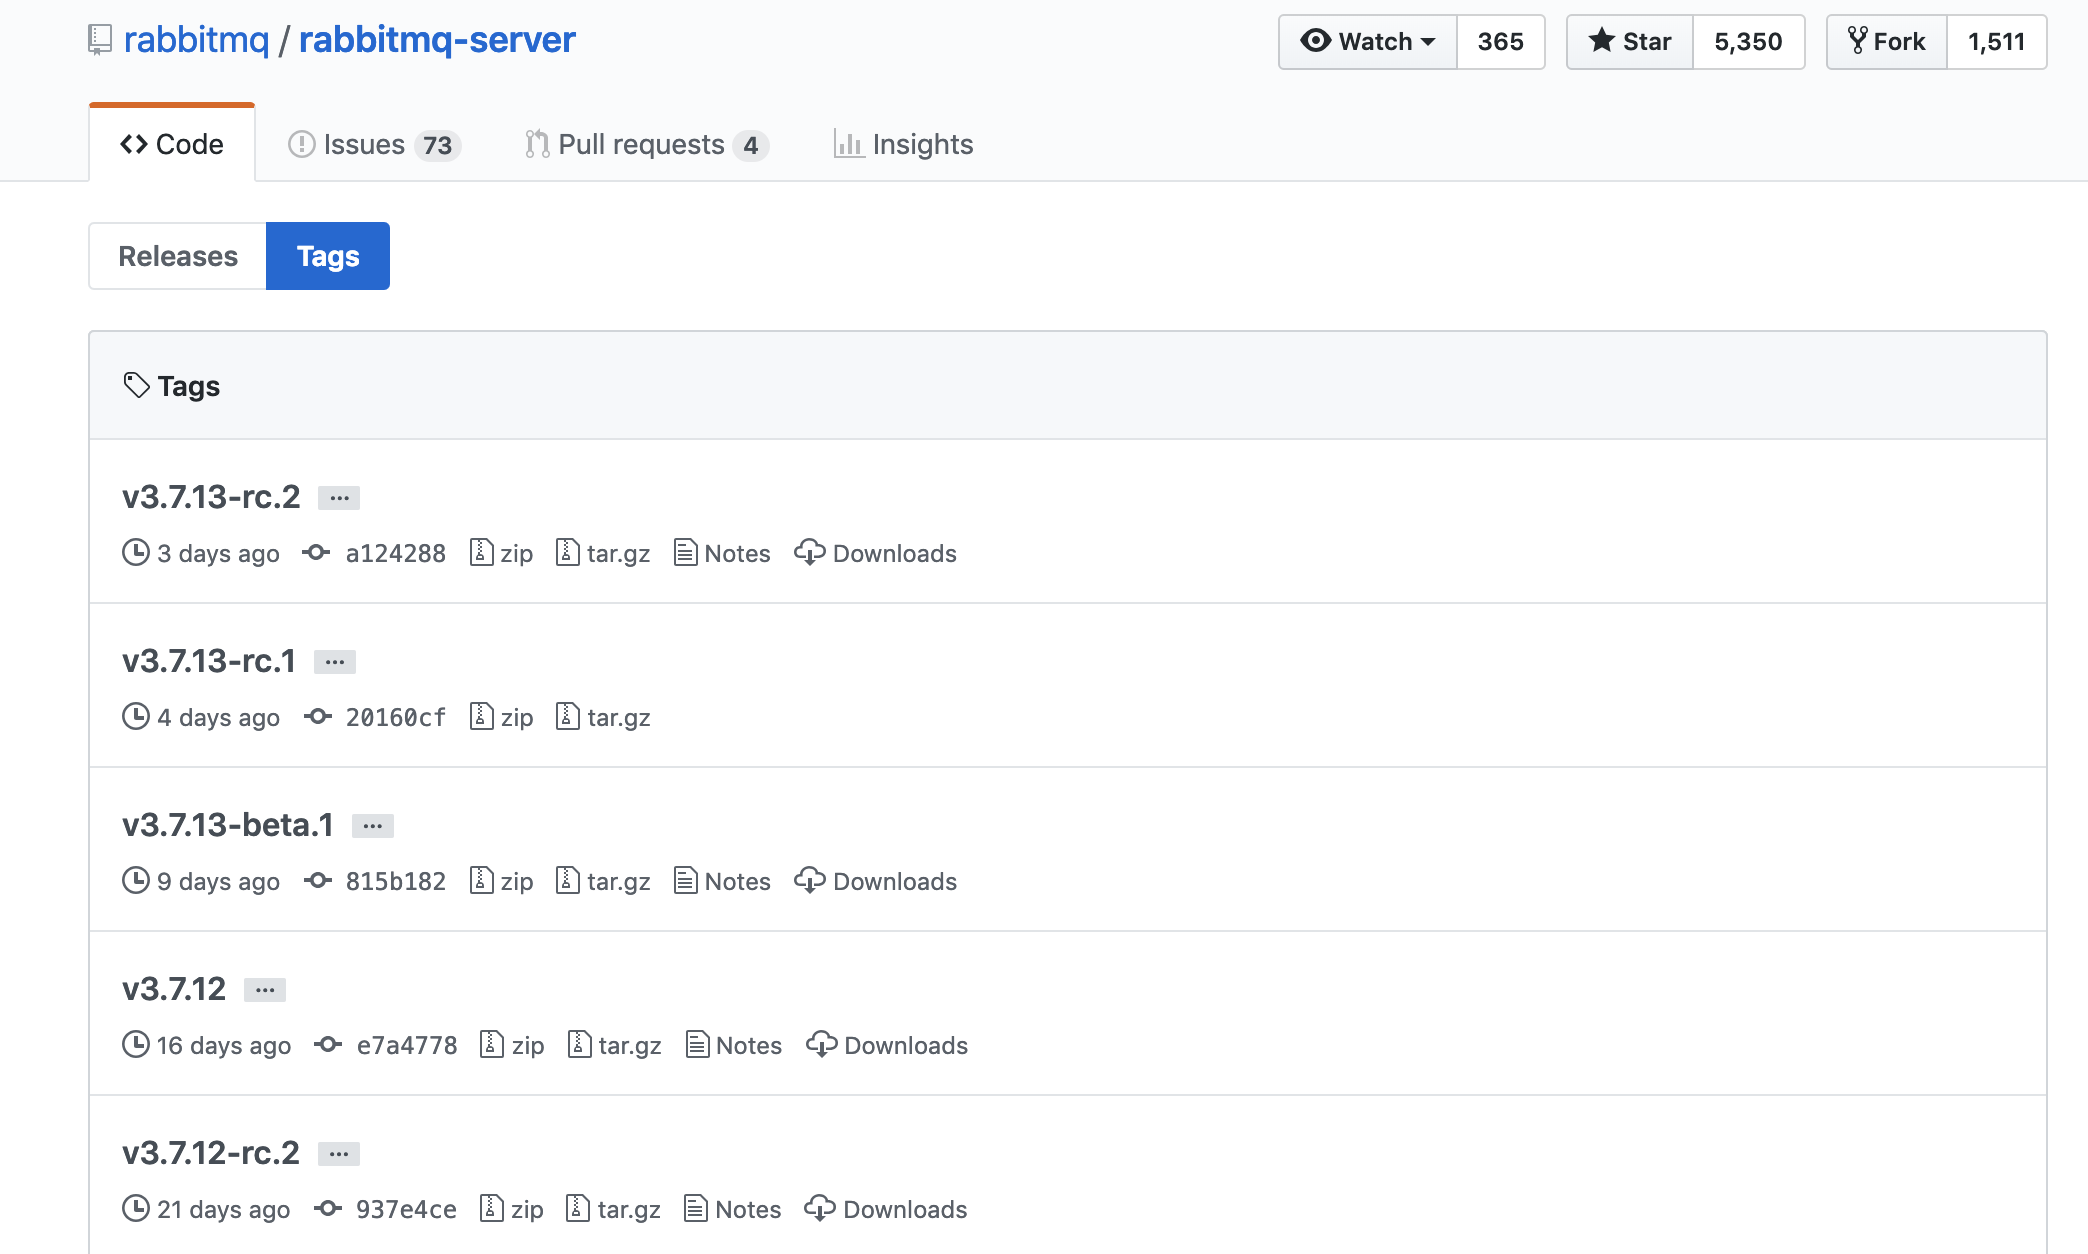 rabbitmq / rabbitmq-server Watch 365 Star 5,350 Fork 1,511
Code Issues 73 Pull requests 4 Insights
Releases Tags
Tags
v3.7.13-rc.2 ...
3 days ago a124288 zip tar.gz Notes Downloads
v3.7.13-rc.1 ...
4 days ago 20160cf zip tar.gz
v3.7.13-beta.1 ...
9 days ago 815b182 zip tar.gz Notes Downloads
v3.7.12 ...
16 days ago e7a4778 zip tar.gz Notes Downloads
v3.7.12-rc.2 ...
21 days ago 937e4ce zip tar.gz Notes Downloads